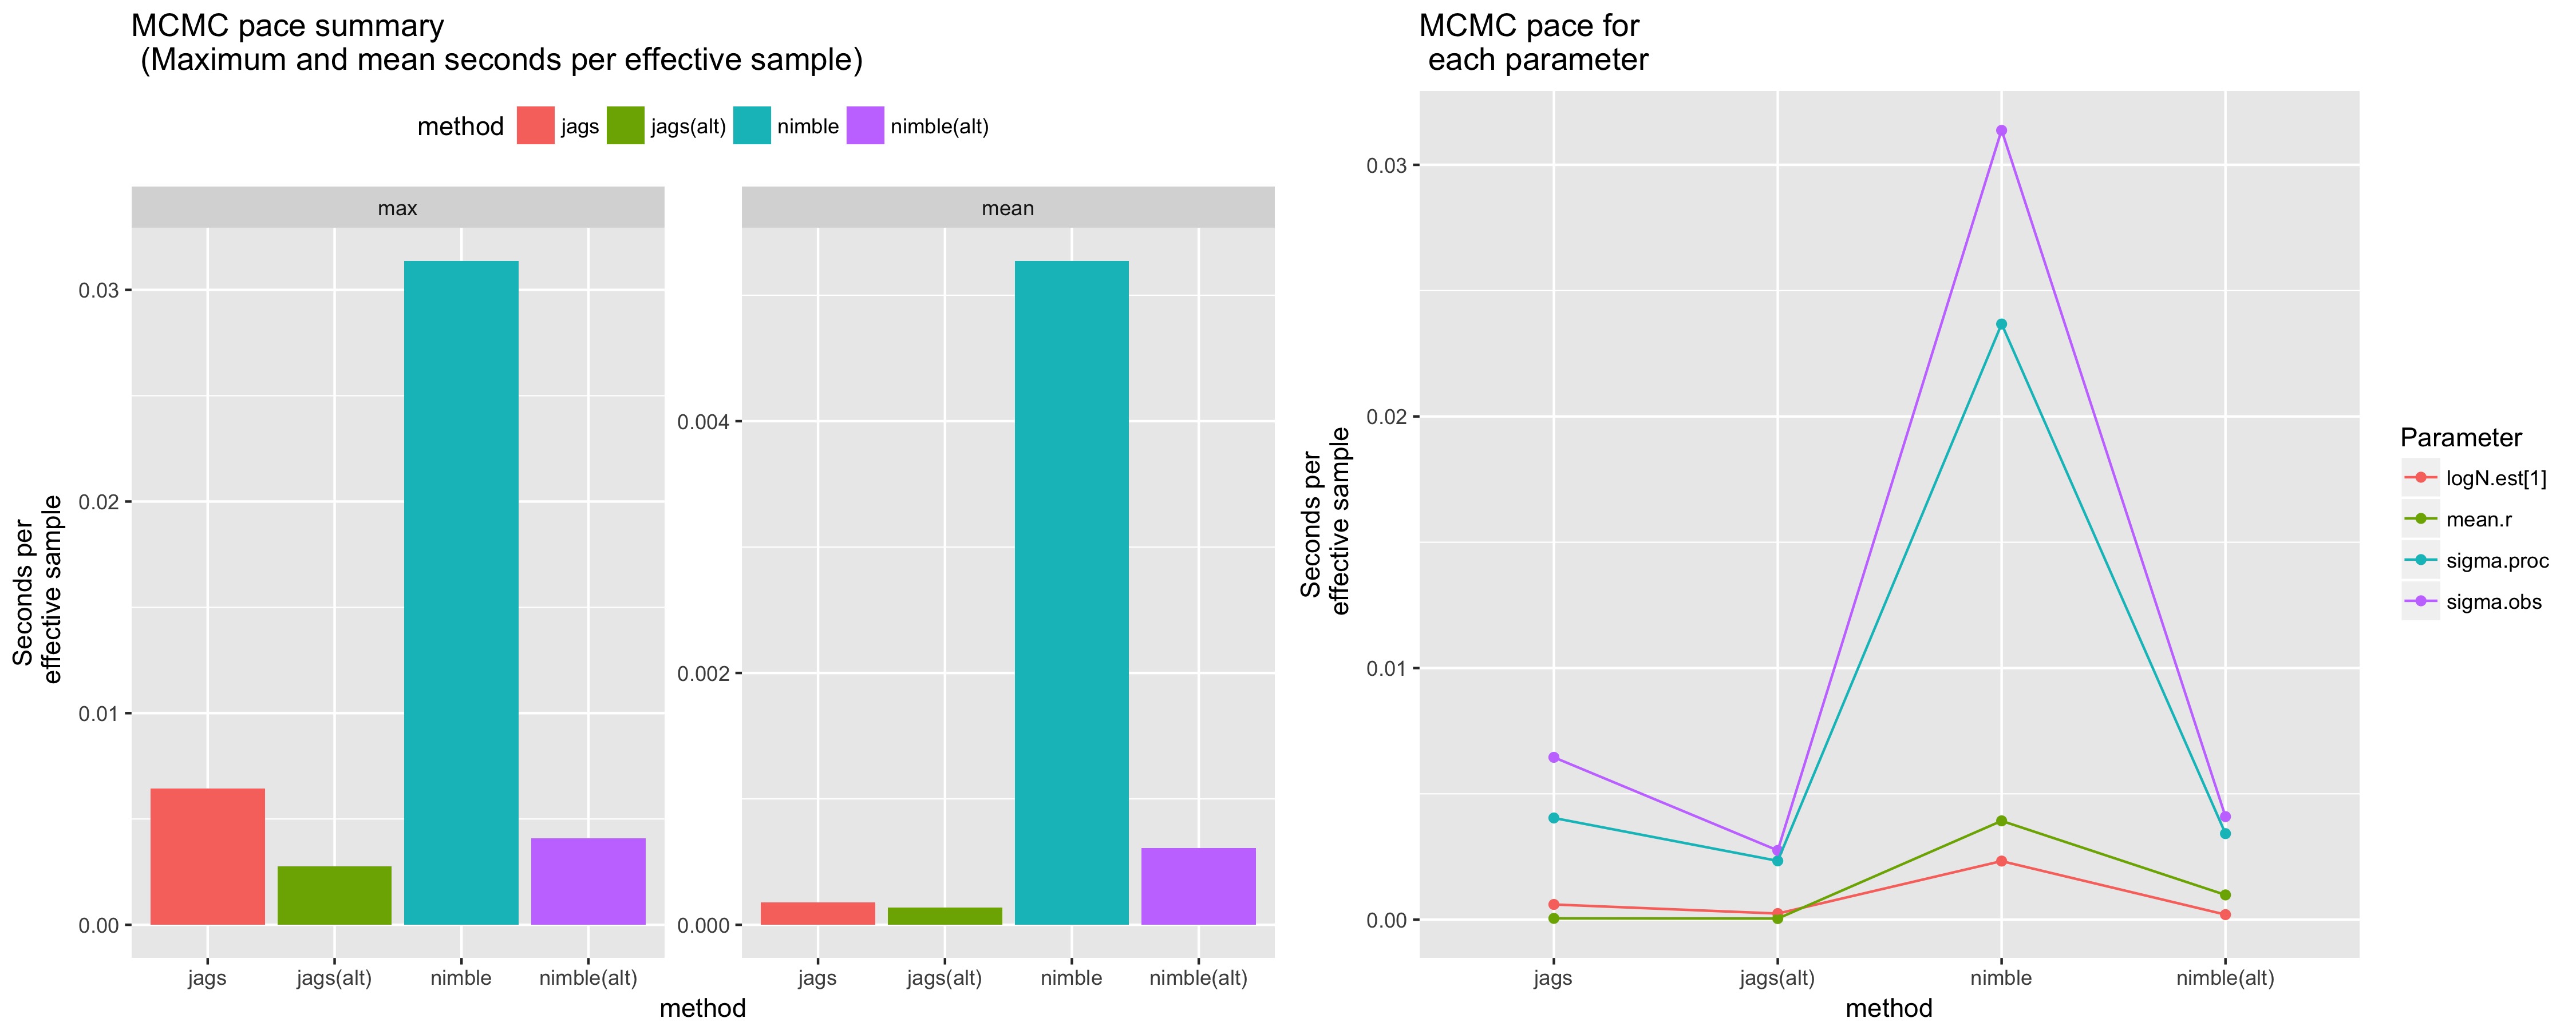 MCMC pace summary
(Maximum and mean seconds per effective sample)
method jags jags(alt) nimble nimble(alt)
max
mean
Seconds per
effective sample
0.03
0.02
0.01
0.00
0.004
0.002
0.000
jags jags(alt) nimble nimble(alt)
jags jags(alt) nimble nimble(alt)
method
MCMC pace for
each parameter
Seconds per
effective sample
0.03
0.02
0.01
0.00
jags jags(alt) nimble nimble(alt)
method
Parameter
logN.est[1]
mean.r
sigma.proc
sigma.obs